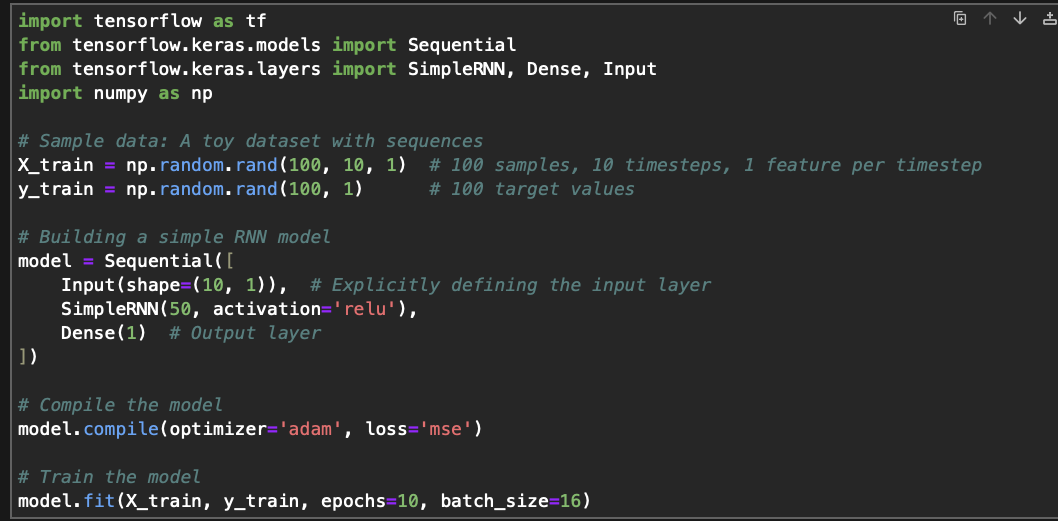 import tensorflow as tf
from tensorflow.keras.models import Sequential
from tensorflow.keras.layers import SimpleRNN, Dense, Input
import numpy as np

# Sample data: A toy dataset with sequences
X_train = np.random.rand(100, 10, 1)  # 100 samples, 10 timesteps, 1 feature per timestep
y_train = np.random.rand(100, 1)      # 100 target values

# Building a simple RNN model
model = Sequential([
    Input(shape=(10, 1)),  # Explicitly defining the input layer
    SimpleRNN(50, activation='relu'),
    Dense(1)  # Output layer
])

# Compile the model
model.compile(optimizer='adam', loss='mse')

# Train the model
model.fit(X_train, y_train, epochs=10, batch_size=16)